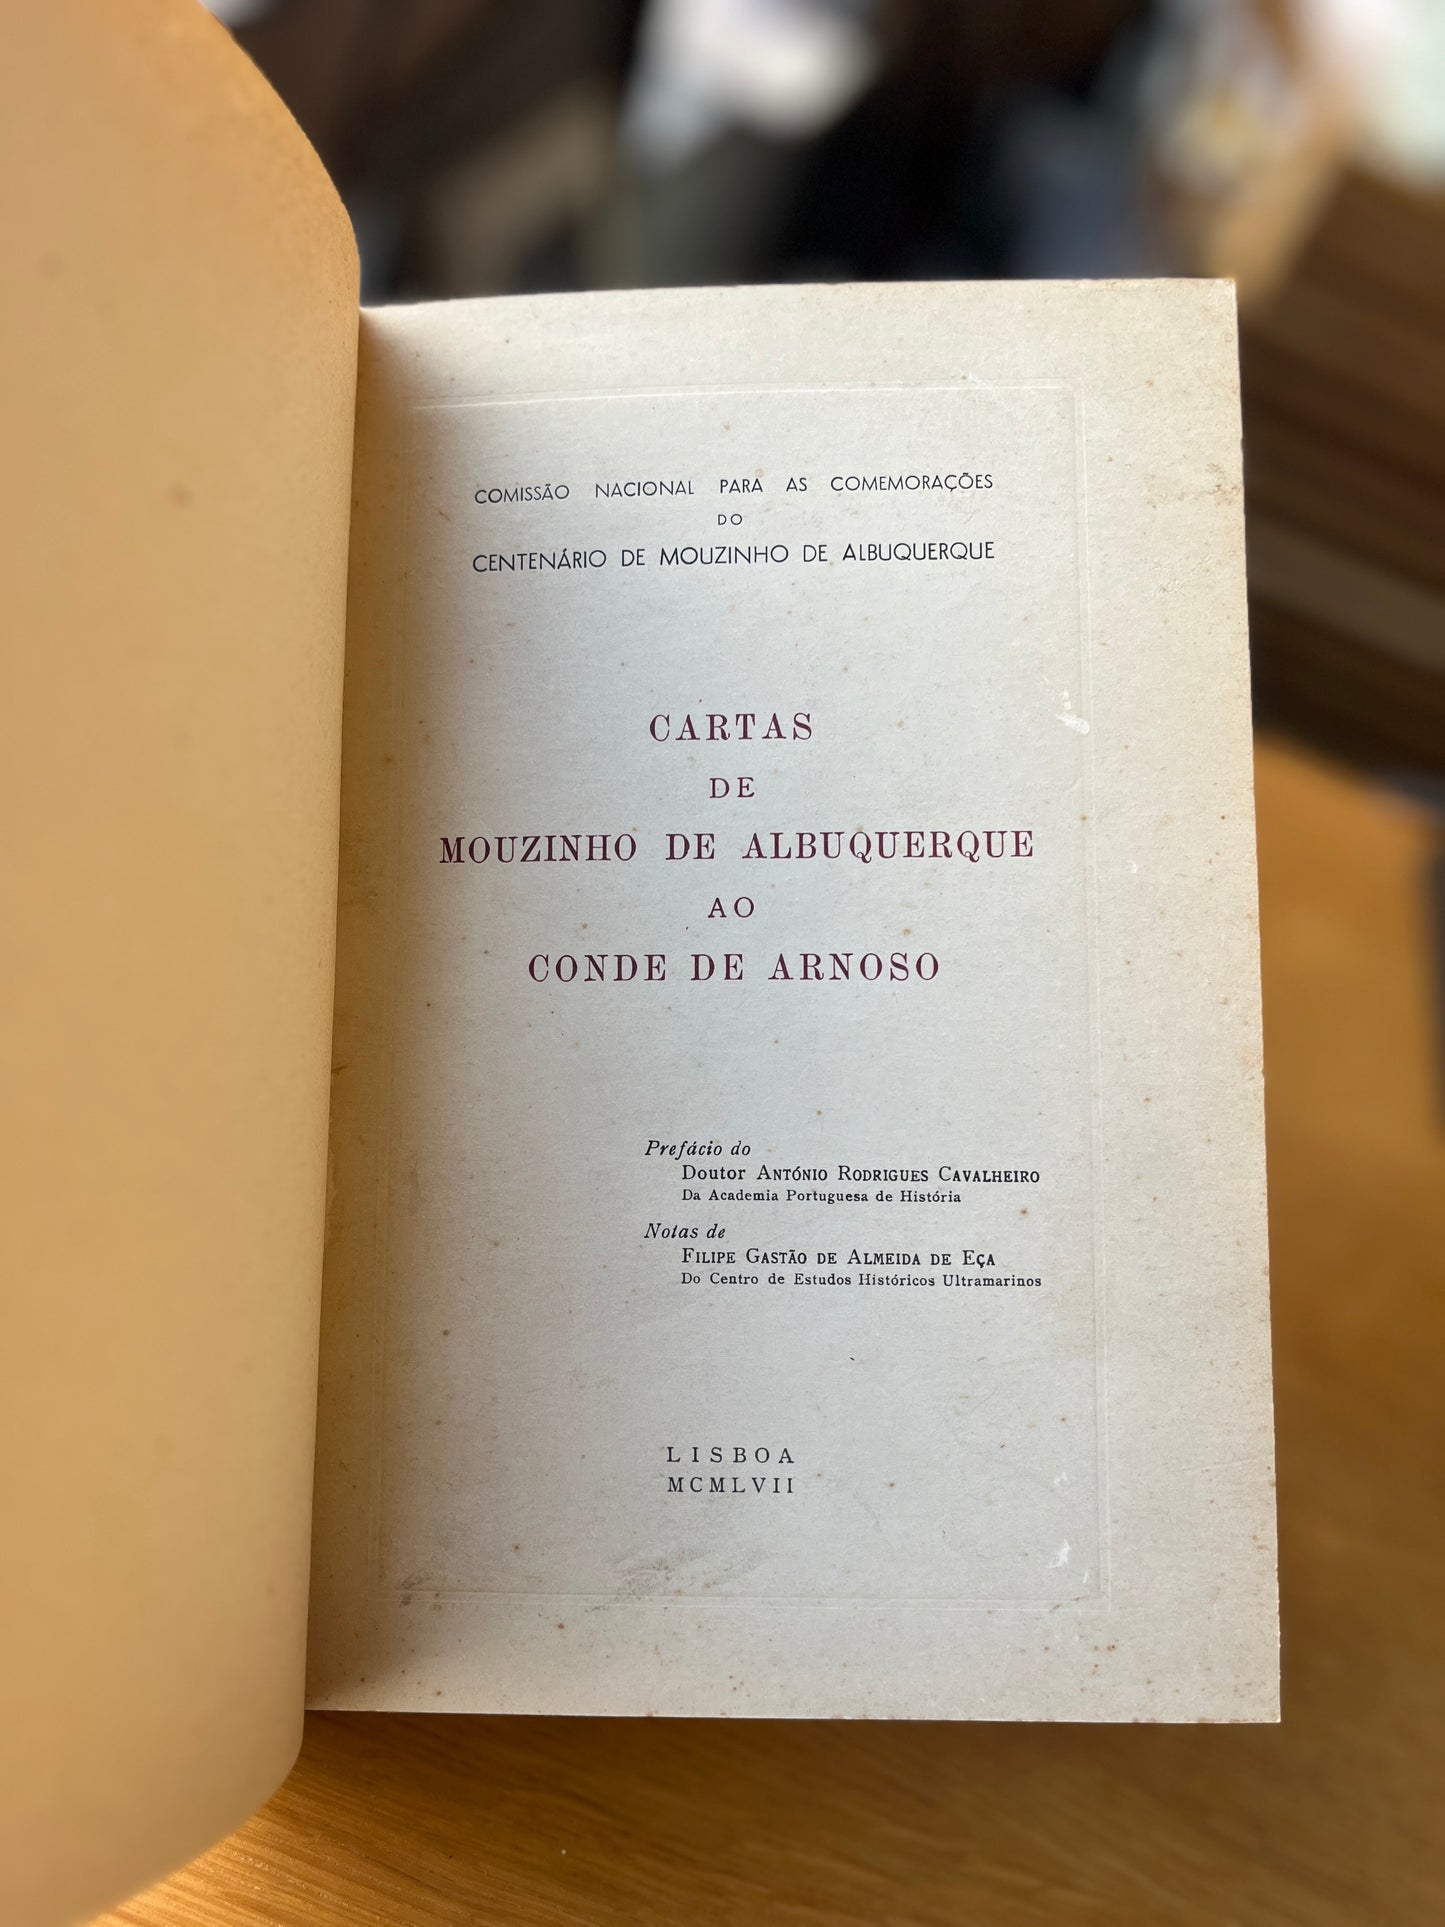 COMISSÃO NACIONAL PARA AS COMEMORAÇÕES
DO
CENTENÁRIO DE MOUZINHO DE ALBUQUERQUE
CARTAS
DE
MOUZINHO DE ALBUQUERQUE
AO
CONDE DE ARNOSO
Prefácio do
Doutor ANTÓNIO RODRIGUES CAVALHEIRO
Da Academia Portuguesa de História
Notas de
FILIPE GASTÃO DE ALMEIDA DE EÇA
Do Centro de Estudos Históricos Ultramarinos
LISBOA
MCMLVII